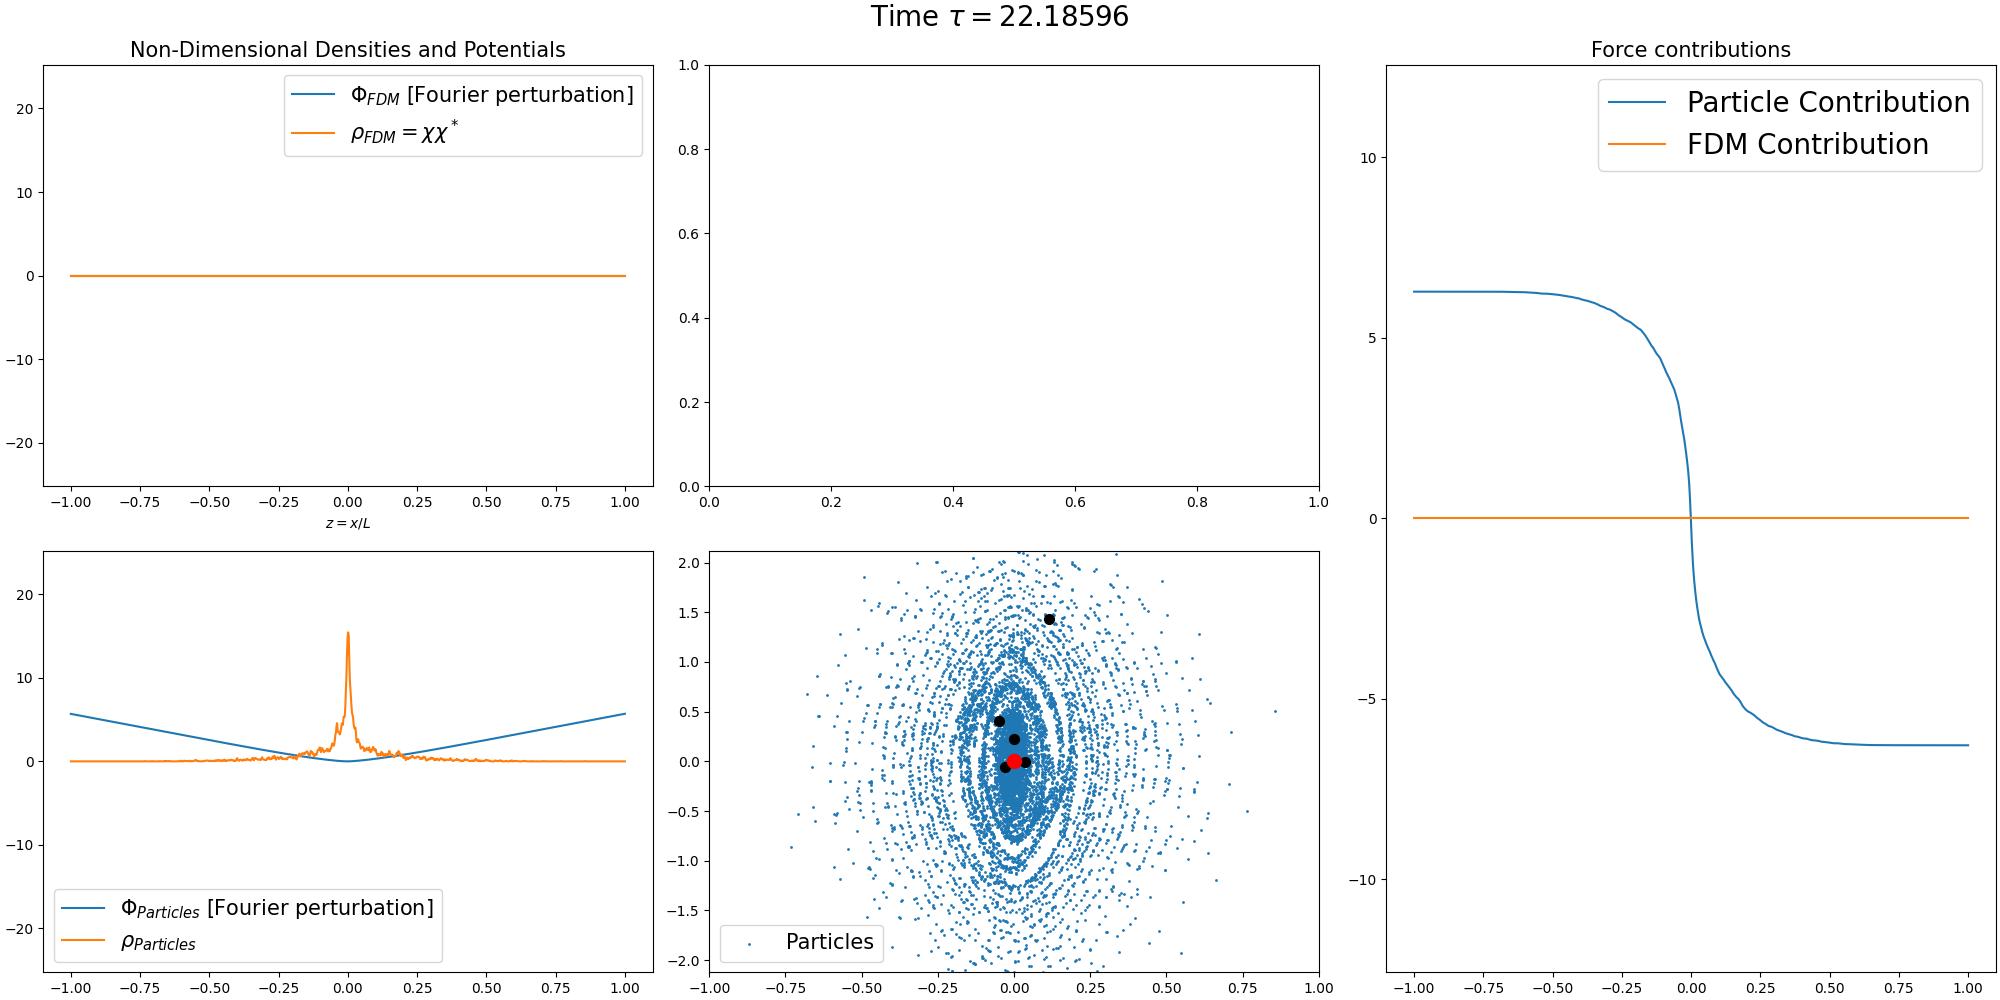 Time τ = 22.18596
Non-Dimensional Densities and Potentials
Φ_FDM [Fourier perturbation]
ρ_FDM = χχ*
20
10
0
−10
−20
−1.00 −0.75 −0.50 −0.25 0.00 0.25 0.50 0.75 1.00
z = x/L
1.0
0.8
0.6
0.4
0.2
0.0
0.0 0.2 0.4 0.6 0.8 1.0
Force contributions
Particle Contribution
FDM Contribution
10
5
0
−5
−10
−1.00 −0.75 −0.50 −0.25 0.00 0.25 0.50 0.75 1.00
20
10
0
−10
−20
Φ_Particles [Fourier perturbation]
ρ_Particles
−1.00 −0.75 −0.50 −0.25 0.00 0.25 0.50 0.75 1.00
2.0
1.5
1.0
0.5
0.0
−0.5
−1.0
−1.5
−2.0
Particles
−1.00 −0.75 −0.50 −0.25 0.00 0.25 0.50 0.75 1.00